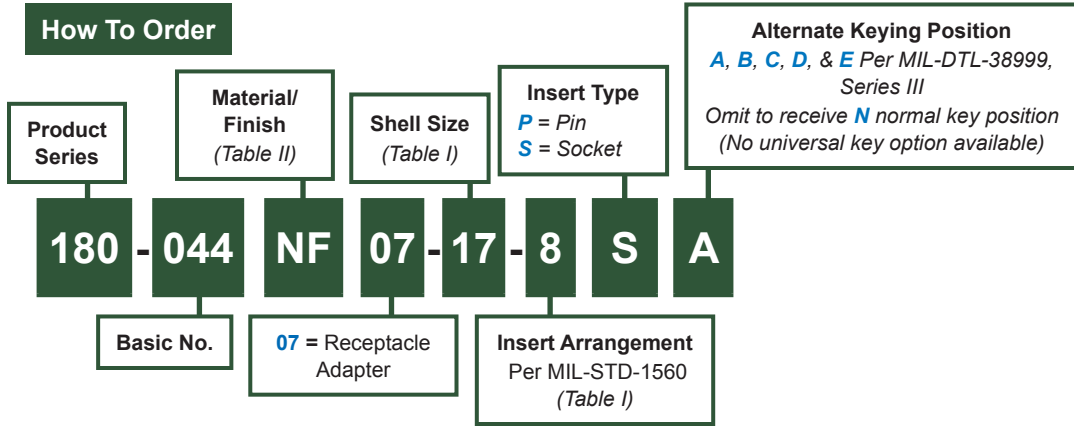 How To Order
Product
Series
Material/
Finish
(Table II)
Shell Size
(Table I)
Insert Type
P = Pin
S = Socket
Alternate Keying Position
A, B, C, D, & E Per MIL-DTL-38999,
Series III
Omit to receive N normal key position
(No universal key option available)
180 - 044 NF 07 - 17 - 8 S A
Basic No.
07 = Receptacle
Adapter
Insert Arrangement
Per MIL-STD-1560
(Table I)